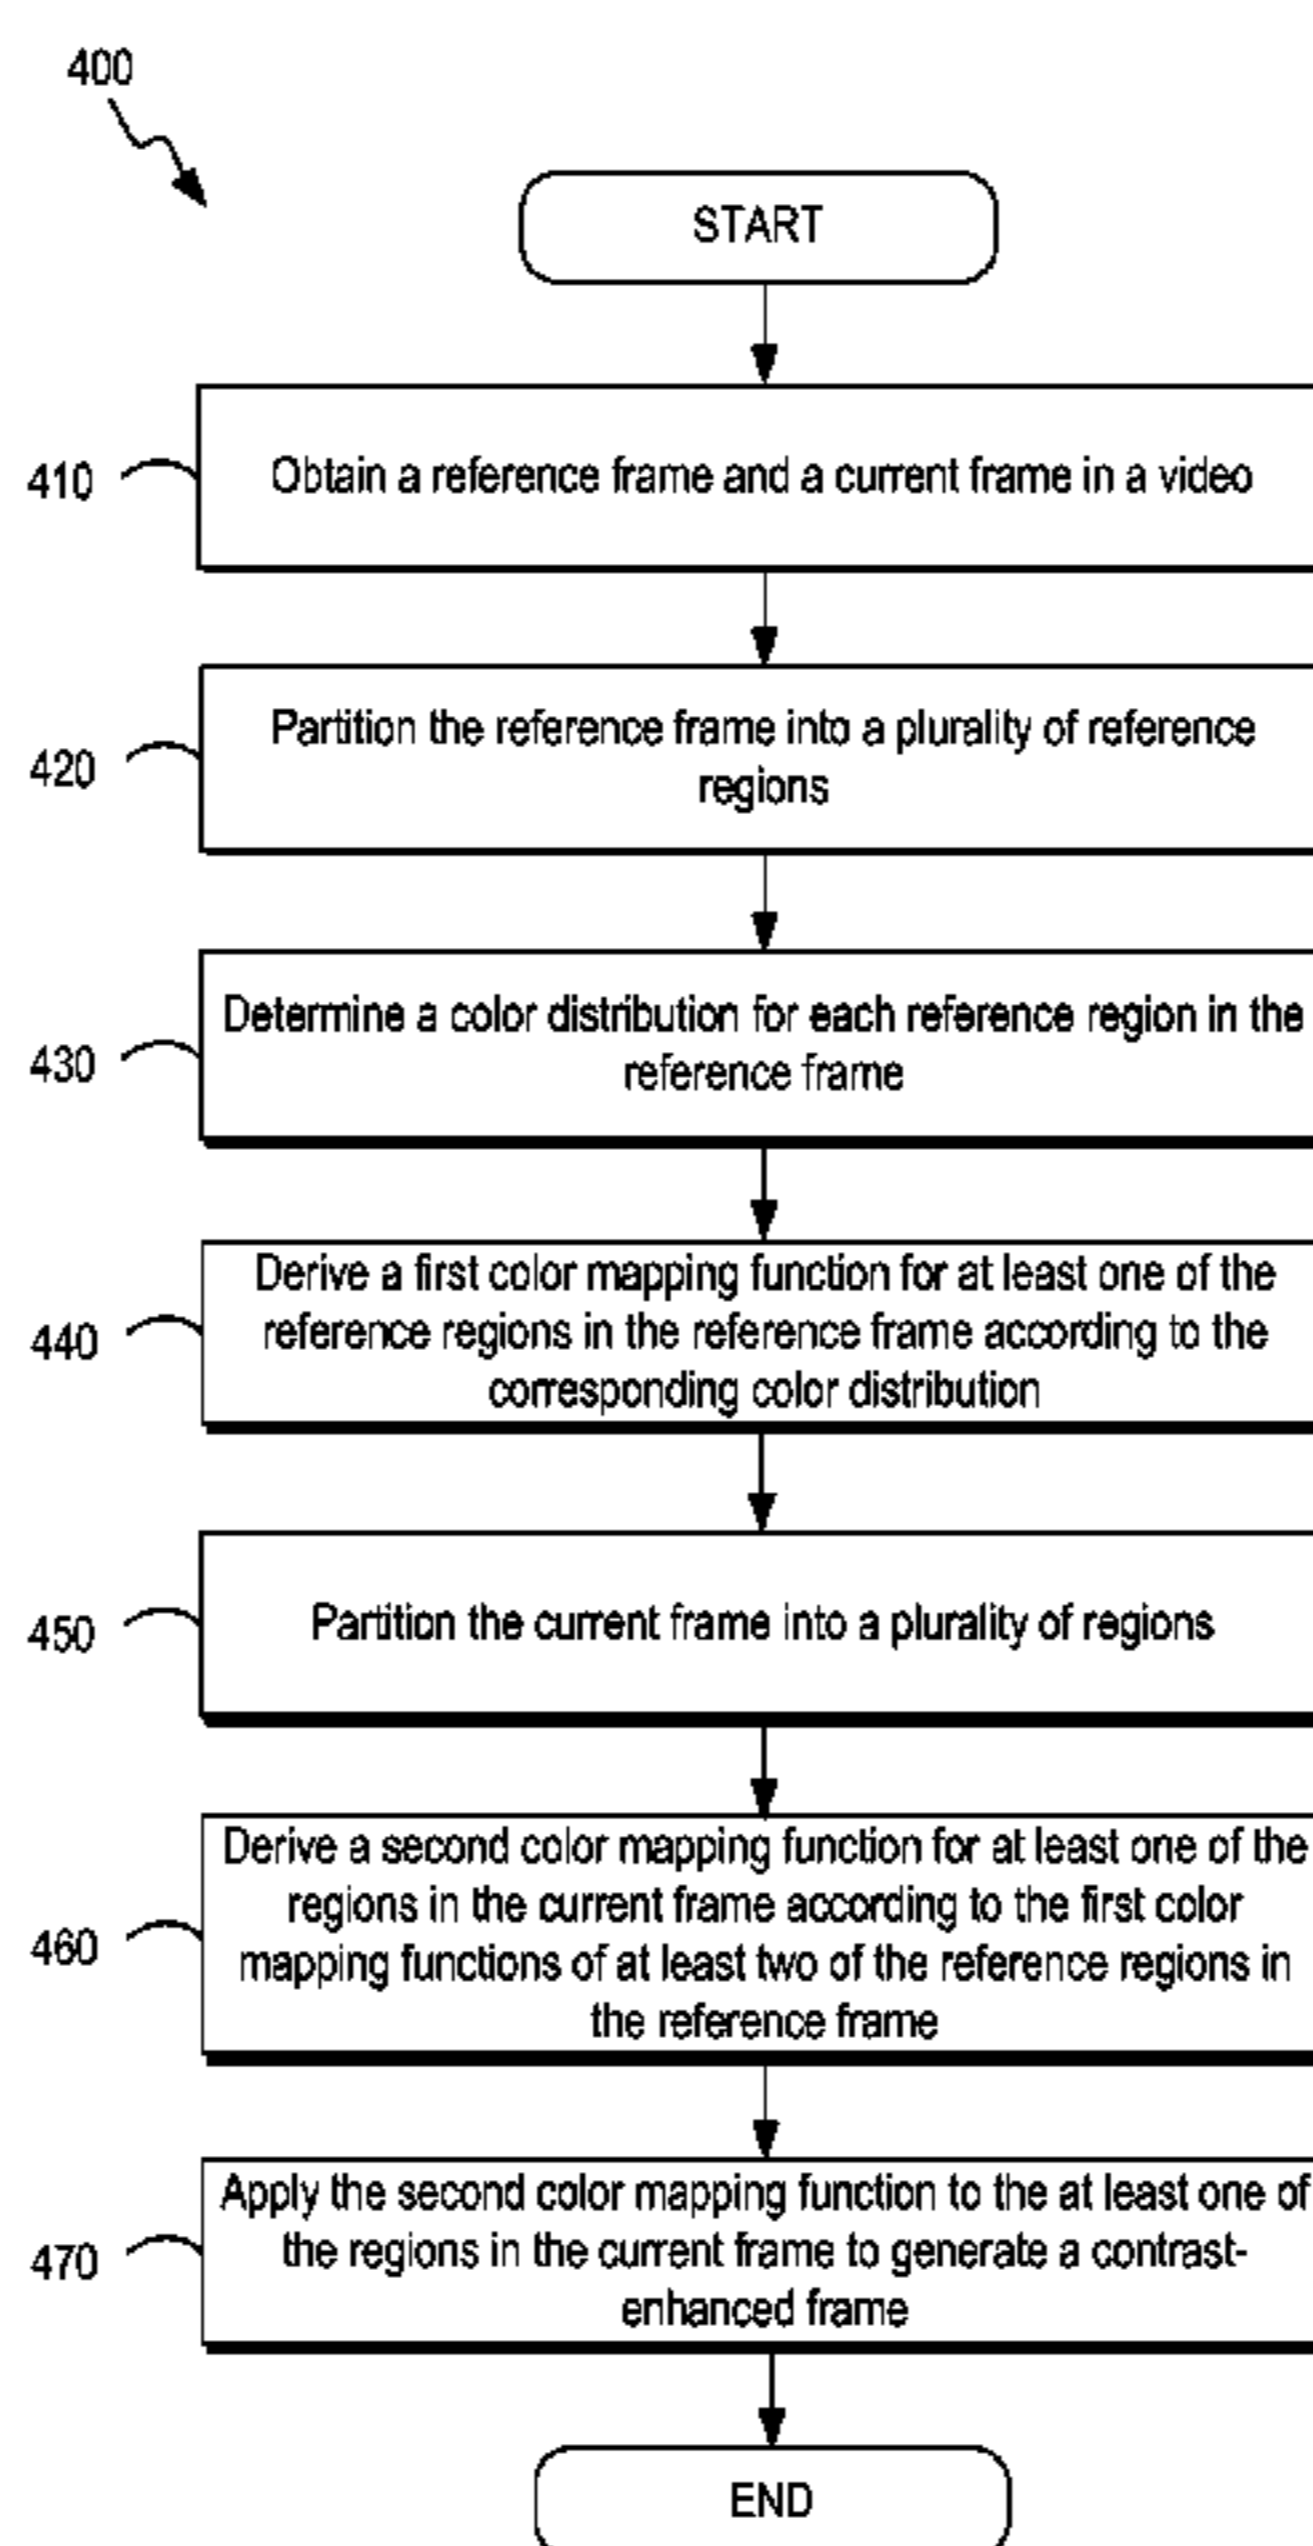 400
START
410
Obtain a reference frame and a current frame in a video
420
Partition the reference frame into a plurality of reference
regions
430
Determine a color distribution for each reference region in the
reference frame
440
Derive a first color mapping function for at least one of the
reference regions in the reference frame according to the
corresponding color distribution
450
Partition the current frame into a plurality of regions
460
Derive a second color mapping function for at least one of the
regions in the current frame according to the first color
mapping functions of at least two of the reference regions in
the reference frame
470
Apply the second color mapping function to the at least one of
the regions in the current frame to generate a contrast-
enhanced frame
END